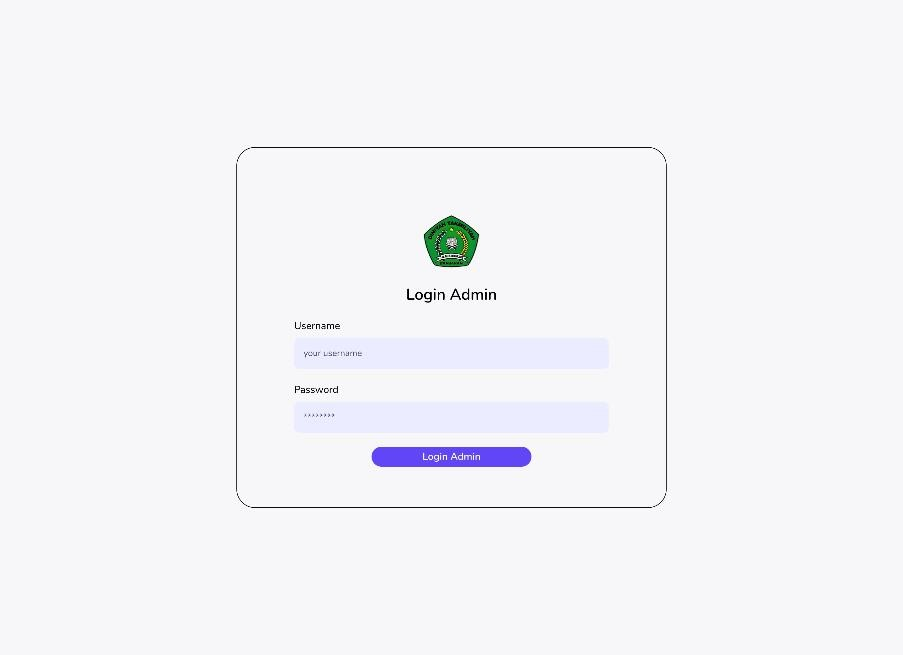 Login Admin
Username
your username
Password
********
Login Admin